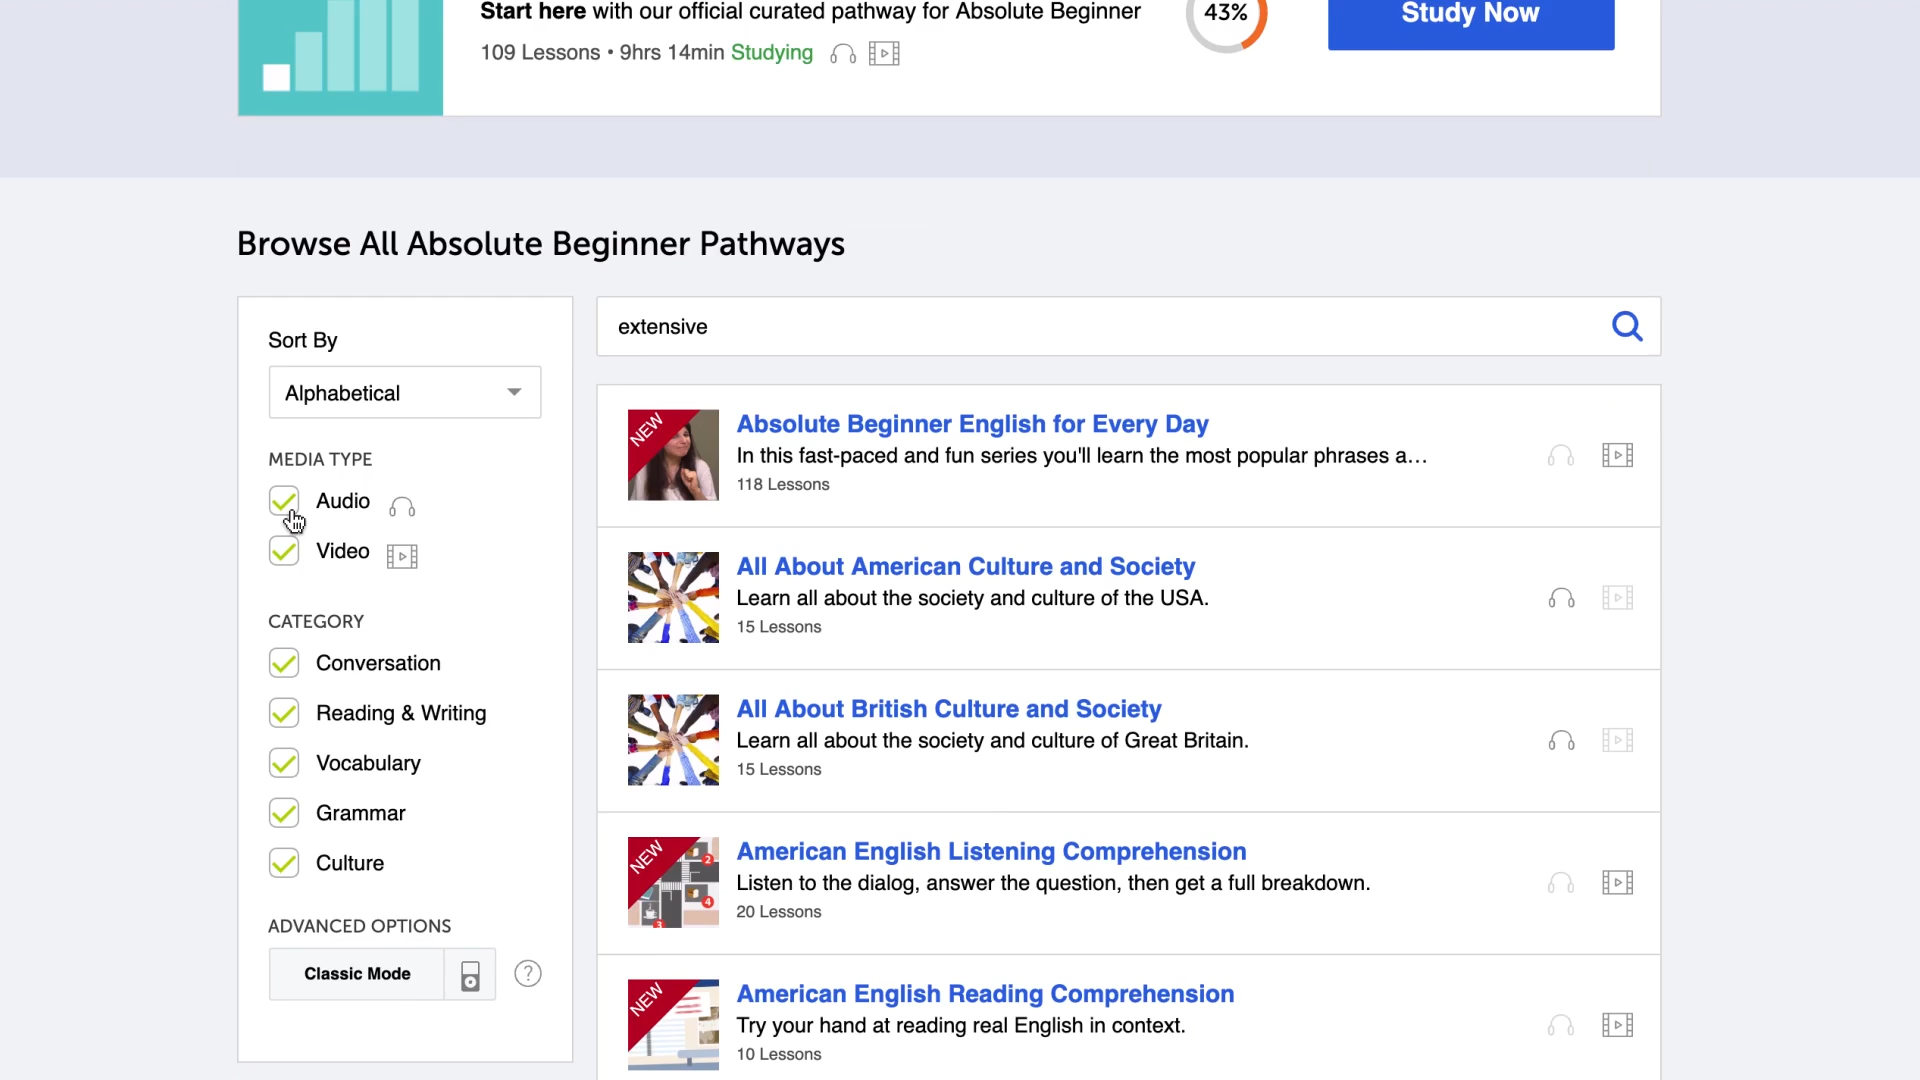 Start here with our official curated pathway for Absolute Beginner
43%
Study Now
109 Lessons • 9hrs 14min Studying
Browse All Absolute Beginner Pathways
Sort By
Alphabetical
MEDIA TYPE
Audio
Video
CATEGORY
Conversation
Reading & Writing
Vocabulary
Grammar
Culture
ADVANCED OPTIONS
Classic Mode
?
extensive
NEW
Absolute Beginner English for Every Day
In this fast-paced and fun series you'll learn the most popular phrases a...
118 Lessons
All About American Culture and Society
Learn all about the society and culture of the USA.
15 Lessons
All About British Culture and Society
Learn all about the society and culture of Great Britain.
15 Lessons
NEW
2
4
3
American English Listening Comprehension
Listen to the dialog, answer the question, then get a full breakdown.
20 Lessons
NEW
American English Reading Comprehension
Try your hand at reading real English in context.
10 Lessons